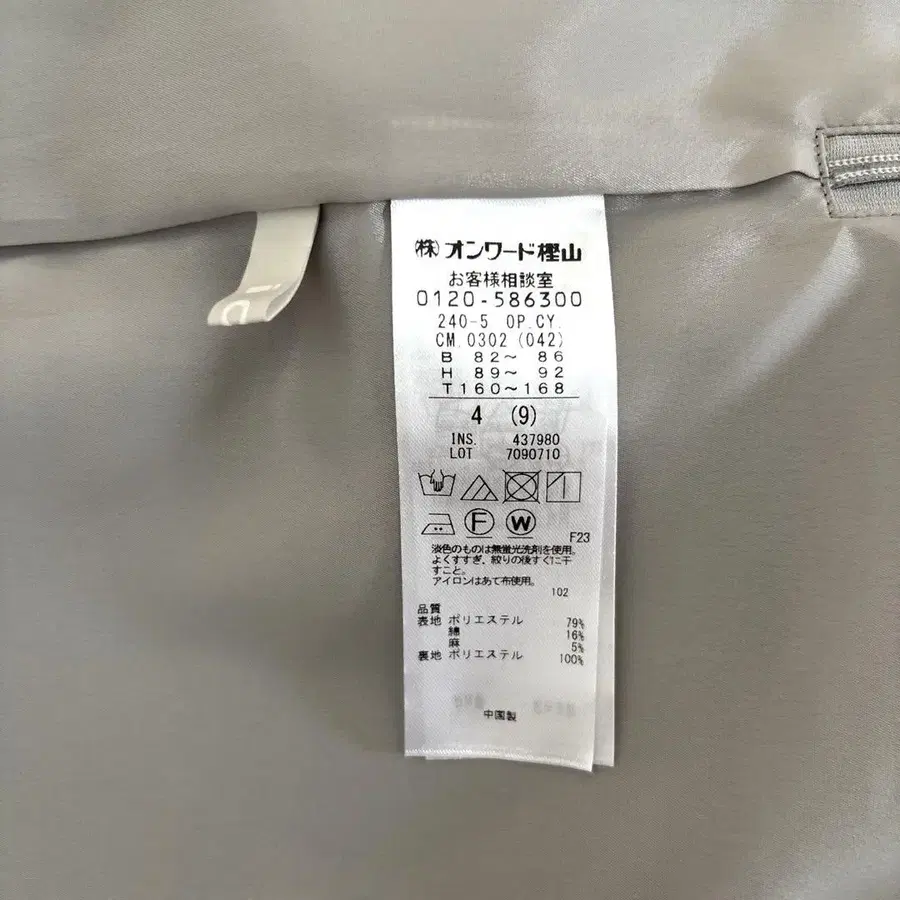 ㈱オンワード樫山
お客様相談室
0120-586300
240-5 OP.CY.
CM.0302 (042)
B 82〜 86
H 89〜 92
T160〜168
4 (9)
INS. 437980
LOT 7090710
F W
F23
淡色のものは無蛍光洗剤を使用。
よくすすぎ、絞りの後すぐに干
すこと。
アイロンはあて布使用。
102
品質
表地 ポリエステル 79%
綿 16%
麻 5%
裏地 ポリエステル 100%
中国製